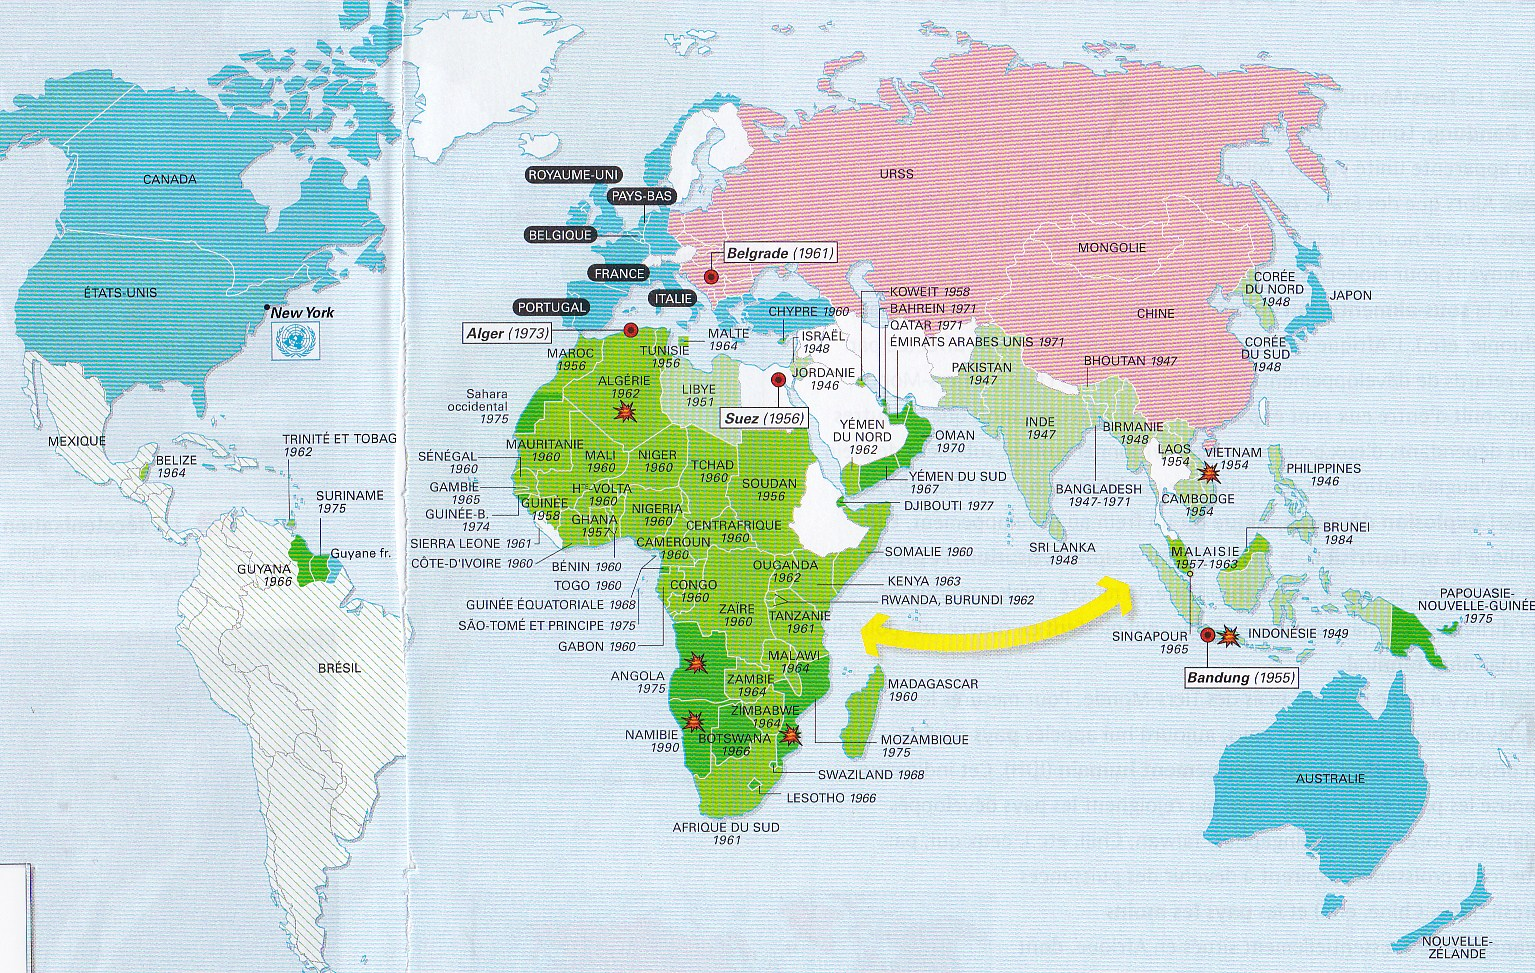 CANADA
ÉTATS-UNIS
New York
MEXIQUE
BELIZE
1964
TRINITÉ ET TOBAG
1962
SURINAME
1975
Guyane fr.
GUYANA
1966
BRÉSIL
ROYAUME-UNI
PAYS-BAS
BELGIQUE
FRANCE
ITALIE
PORTUGAL
Belgrade (1961)
Alger (1973)
URSS
MONGOLIE
CHINE
CORÉE
DU NORD
1948
JAPON
CORÉE
DU SUD
1948
KOWEIT 1958
BAHREIN 1971
QATAR 1971
ÉMIRATS ARABES UNIS 1971
CHYPRE 1960
MALTE
1964
ISRAËL
1948
JORDANIE
1946
Suez (1956)
MAROC
1956
TUNISIE
1956
ALGÉRIE
1962
LIBYE
1951
Sahara
occidental
1975
MAURITANIE
1960
MALI
1960
NIGER
1960
TCHAD
1960
SOUDAN
1956
SÉNÉGAL
1960
GAMBIE
1965
GUINÉE-B.
1974
GUINÉE
1958
Hte-VOLTA
1960
GHANA
1957
NIGERIA
1960
CENTRAFRIQUE
1960
CAMEROUN
1960
SIERRA LEONE 1961
CÔTE-D'IVOIRE 1960
BÉNIN 1960
TOGO 1960
GUINÉE ÉQUATORIALE 1968
SÃO-TOMÉ ET PRINCIPE 1975
GABON 1960
CONGO
1960
ZAÏRE
1960
OUGANDA
1962
TANZANIE
1961
SOMALIE 1960
KENYA 1963
RWANDA, BURUNDI 1962
ANGOLA
1975
ZAMBIE
1964
MALAWI
1964
ZIMBABWE
1964
NAMIBIE
1990
BOTSWANA
1966
MADAGASCAR
1960
MOZAMBIQUE
1975
SWAZILAND 1968
LESOTHO 1966
AFRIQUE DU SUD
1961
YÉMEN
DU NORD
1962
OMAN
1970
YÉMEN DU SUD
1967
DJIBOUTI 1977
PAKISTAN
1947
BHOUTAN 1947
INDE
1947
BIRMANIE
1948
LAOS
1954
VIETNAM
1954
BANGLADESH
1947-1971
CAMBODGE
1954
PHILIPPINES
1946
SRI LANKA
1948
BRUNEI
1984
MALAISIE
1957-1963
SINGAPOUR
1965
INDONÉSIE 1949
Bandung (1955)
PAPOUASIE-
NOUVELLE-GUINÉE
1975
AUSTRALIE
NOUVELLE-
ZÉLANDE